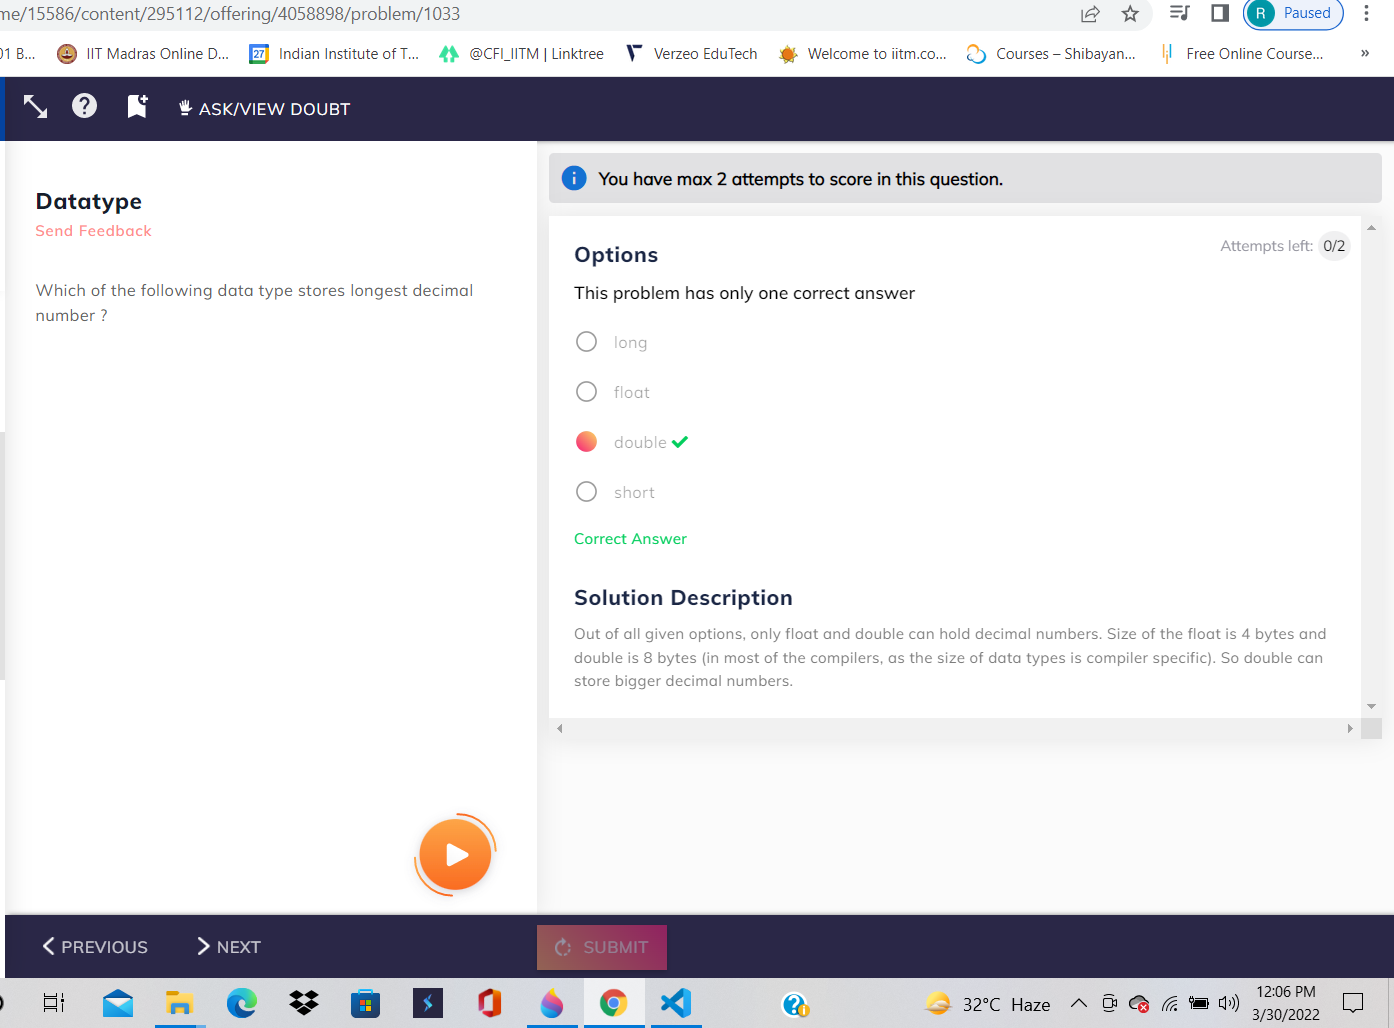 me/15586/content/295112/offering/4058898/problem/1033
R Paused
01 B... IIT Madras Online D... 27 Indian Institute of T... @CFI_IITM | Linktree Verzeo EduTech Welcome to iitm.co... Courses – Shibayan... Free Online Course... »
ASK/VIEW DOUBT
Datatype
Send Feedback
Which of the following data type stores longest decimal
number ?
You have max 2 attempts to score in this question.
Attempts left: 0/2
Options
This problem has only one correct answer
long
float
double
short
Correct Answer
Solution Description
Out of all given options, only float and double can hold decimal numbers. Size of the float is 4 bytes and
double is 8 bytes (in most of the compilers, as the size of data types is compiler specific). So double can
store bigger decimal numbers.
PREVIOUS NEXT SUBMIT
32°C Haze
12:06 PM
3/30/2022